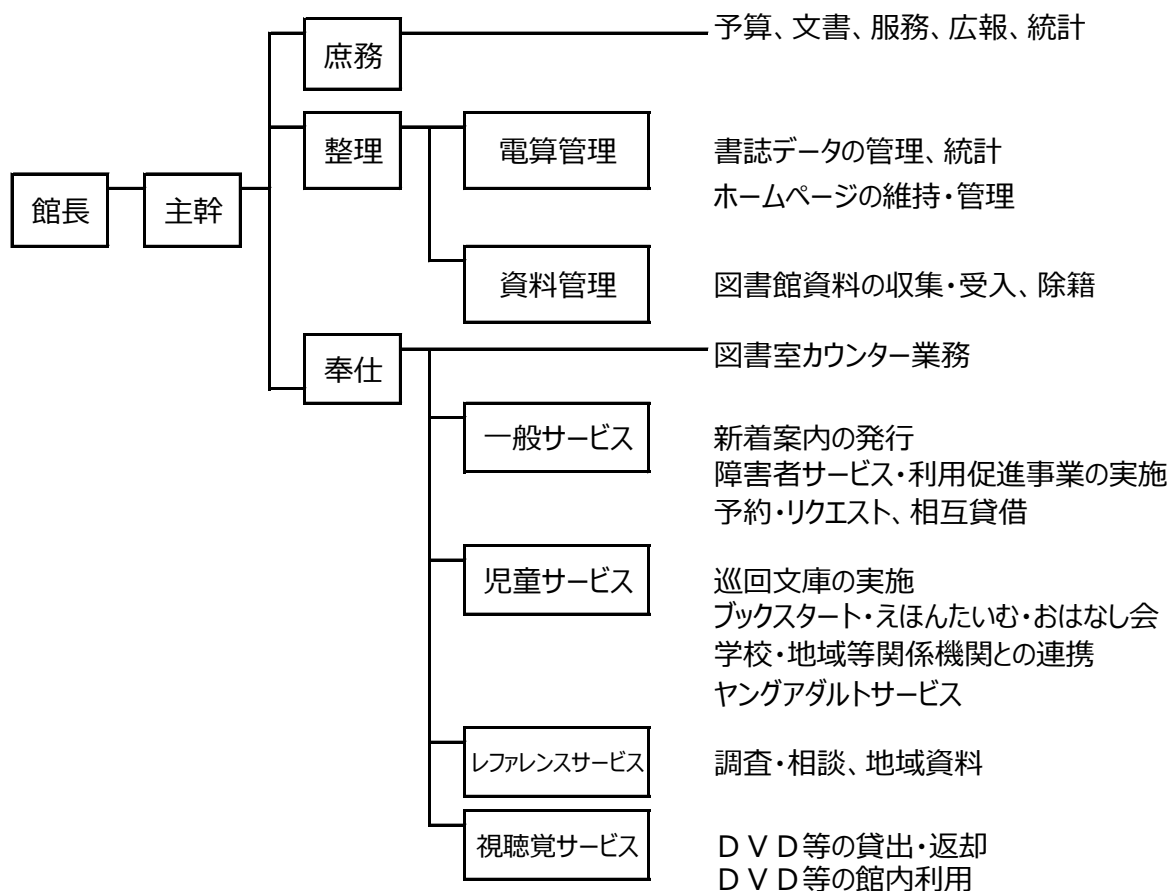 庶務
予算、文書、服務、広報、統計
館長
主幹
整理
電算管理
書誌データの管理、統計
ホームページの維持・管理
資料管理
図書館資料の収集・受入、除籍
奉仕
図書室カウンター業務
一般サービス
新着案内の発行
障害者サービス・利用促進事業の実施
予約・リクエスト、相互貸借
児童サービス
巡回文庫の実施
ブックスタート・えほんたいむ・おはなし会
学校・地域等関係機関との連携
ヤングアダルトサービス
レファレンスサービス
調査・相談、地域資料
視聴覚サービス
ＤＶＤ等の貸出・返却
ＤＶＤ等の館内利用